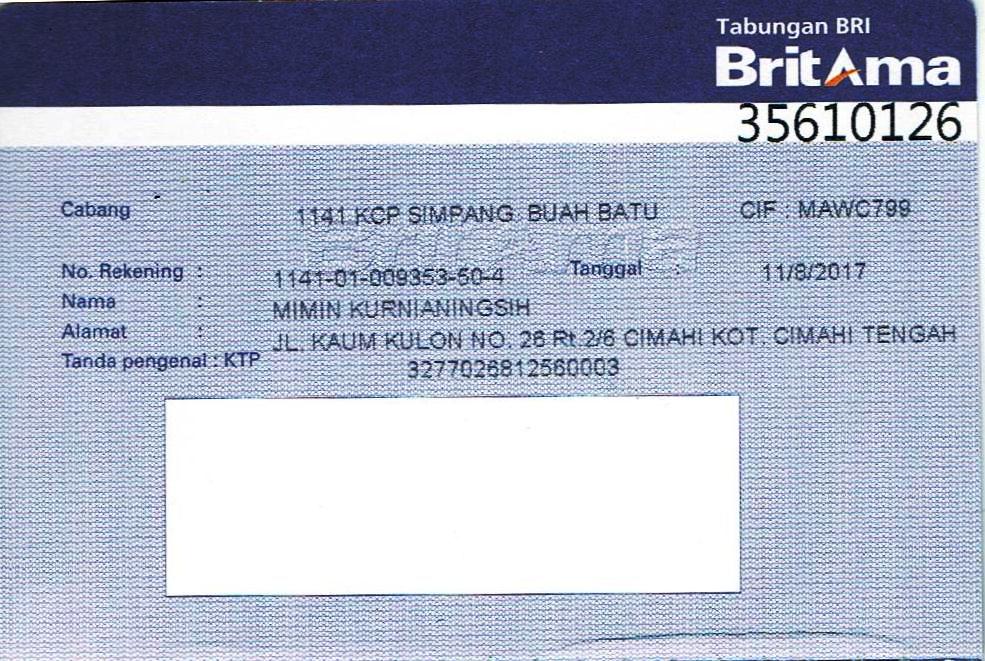 Tabungan BRI
BritAma
35610126
Cabang 1141 KCP SIMPANG BUAH BATU CIF : MAWC799
No. Rekening : 1141-01-009353-50-4 Tanggal : 11/8/2017
Nama : MIMIN KURNIANINGSIH
Alamat : JL. KAUM KULON NO. 26 Rt.2/6 CIMAHI KOT. CIMAHI TENGAH
Tanda pengenal : KTP 3277026812560003